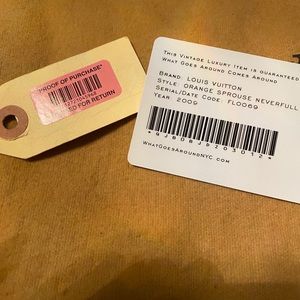 "PROOF OF PURCHASE"
FOR RETURN
THIS VINTAGE LUXURY ITEM IS GUARANTEED
WHAT GOES AROUND COMES AROUND
BRAND: LOUIS VUITTON
STYLE: ORANGE SPROUSE NEVERFULL
SERIAL/DATE CODE: FL0069
YEAR: 2009
WHATGOESAROUNDNYC.COM